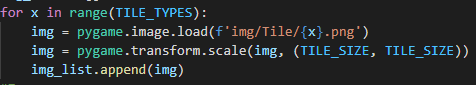 for x in range(TILE_TYPES):
    img = pygame.image.load(f'img/Tile/{x}.png')
    img = pygame.transform.scale(img, (TILE_SIZE, TILE_SIZE))
    img_list.append(img)